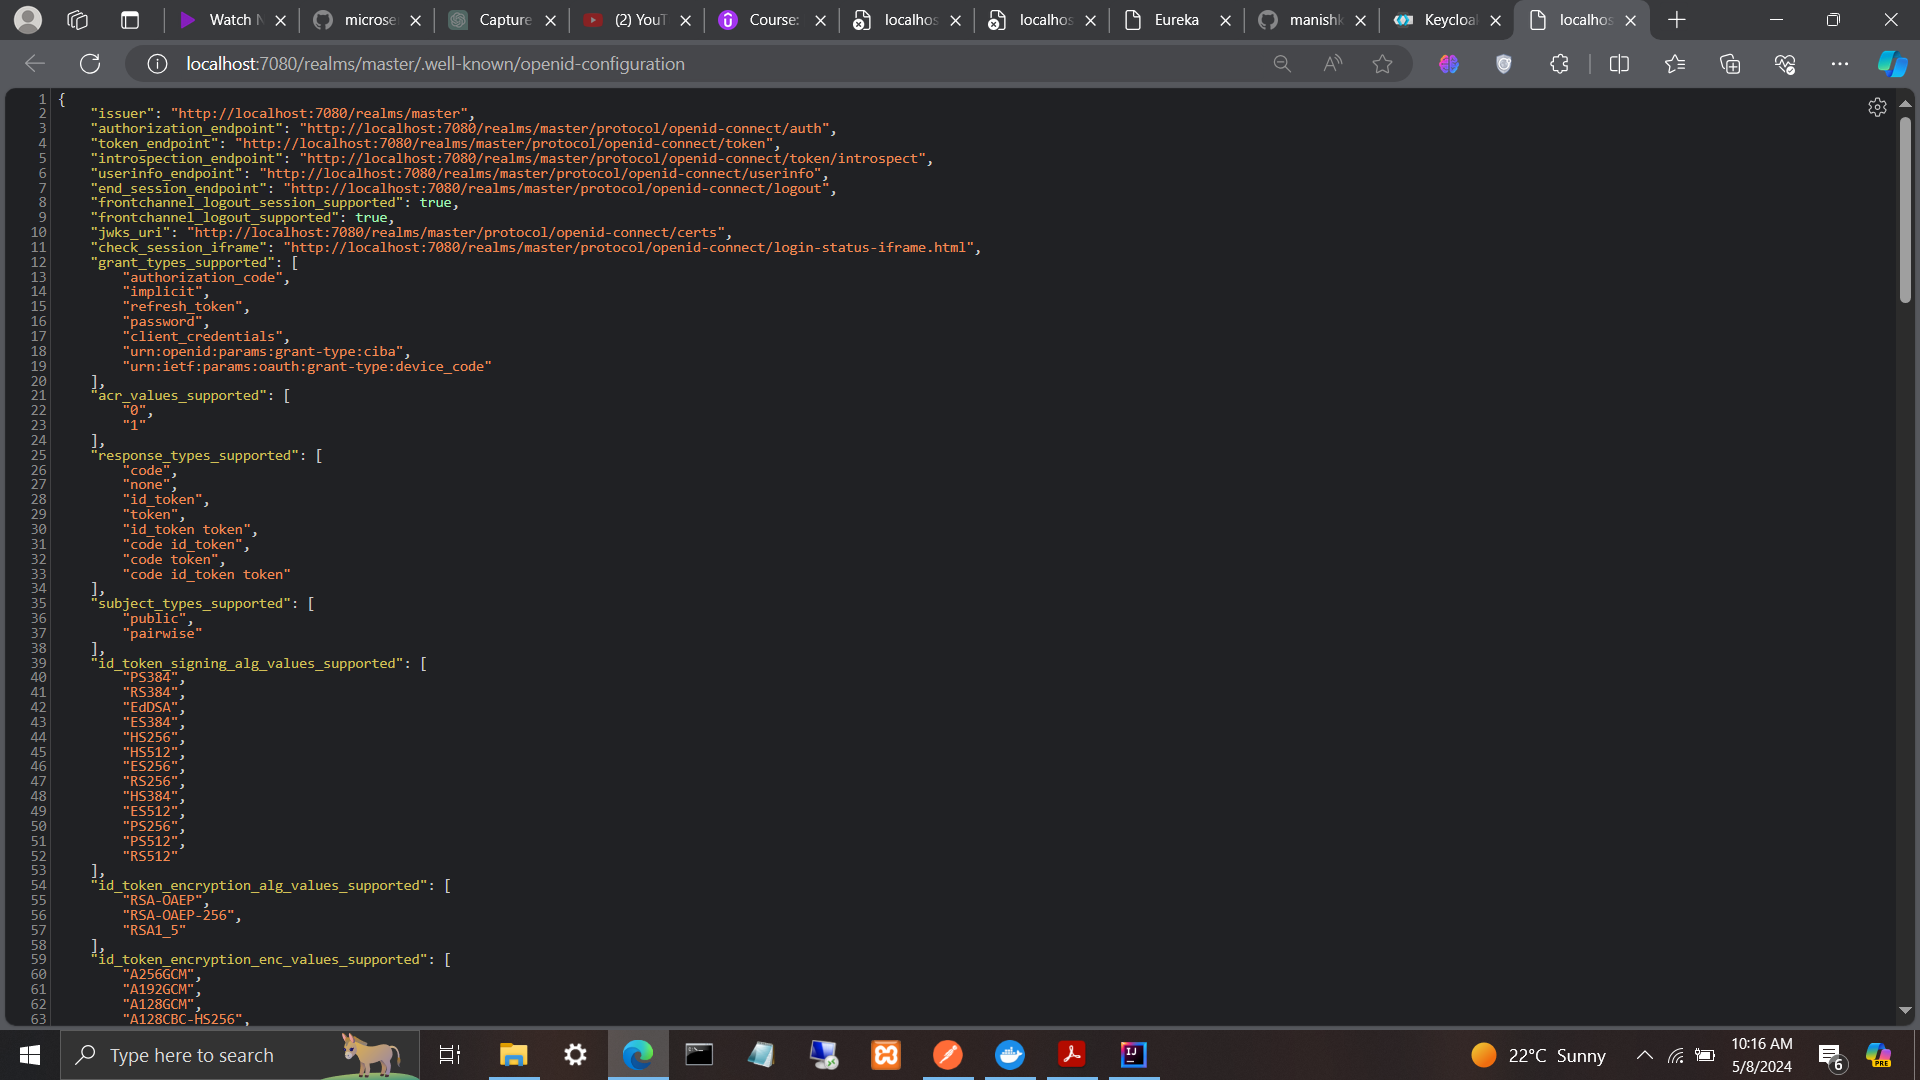 Watch N
microse
Capture
(2) YouT
Course:
localhos
localhos
Eureka
manishk
Keycloak
localhos
localhost:7080/realms/master/.well-known/openid-configuration
1 {
2 "issuer": "http://localhost:7080/realms/master",
3 "authorization_endpoint": "http://localhost:7080/realms/master/protocol/openid-connect/auth",
4 "token_endpoint": "http://localhost:7080/realms/master/protocol/openid-connect/token",
5 "introspection_endpoint": "http://localhost:7080/realms/master/protocol/openid-connect/token/introspect",
6 "userinfo_endpoint": "http://localhost:7080/realms/master/protocol/openid-connect/userinfo",
7 "end_session_endpoint": "http://localhost:7080/realms/master/protocol/openid-connect/logout",
8 "frontchannel_logout_session_supported": true,
9 "frontchannel_logout_supported": true,
10 "jwks_uri": "http://localhost:7080/realms/master/protocol/openid-connect/certs",
11 "check_session_iframe": "http://localhost:7080/realms/master/protocol/openid-connect/login-status-iframe.html",
12 "grant_types_supported": [
13 "authorization_code",
14 "implicit",
15 "refresh_token",
16 "password",
17 "client_credentials",
18 "urn:openid:params:grant-type:ciba",
19 "urn:ietf:params:oauth:grant-type:device_code"
20 ],
21 "acr_values_supported": [
22 "0",
23 "1"
24 ],
25 "response_types_supported": [
26 "code",
27 "none",
28 "id_token",
29 "token",
30 "id_token token",
31 "code id_token",
32 "code token",
33 "code id_token token"
34 ],
35 "subject_types_supported": [
36 "public",
37 "pairwise"
38 ],
39 "id_token_signing_alg_values_supported": [
40 "PS384",
41 "RS384",
42 "EdDSA",
43 "ES384",
44 "HS256",
45 "HS512",
46 "ES256",
47 "RS256",
48 "HS384",
49 "ES512",
50 "PS256",
51 "PS512",
52 "RS512"
53 ],
54 "id_token_encryption_alg_values_supported": [
55 "RSA-OAEP",
56 "RSA-OAEP-256",
57 "RSA1_5"
58 ],
59 "id_token_encryption_enc_values_supported": [
60 "A256GCM",
61 "A192GCM",
62 "A128GCM",
63 "A128CBC-HS256",
Type here to search
22°C Sunny
10:16 AM
5/8/2024
6
PRE